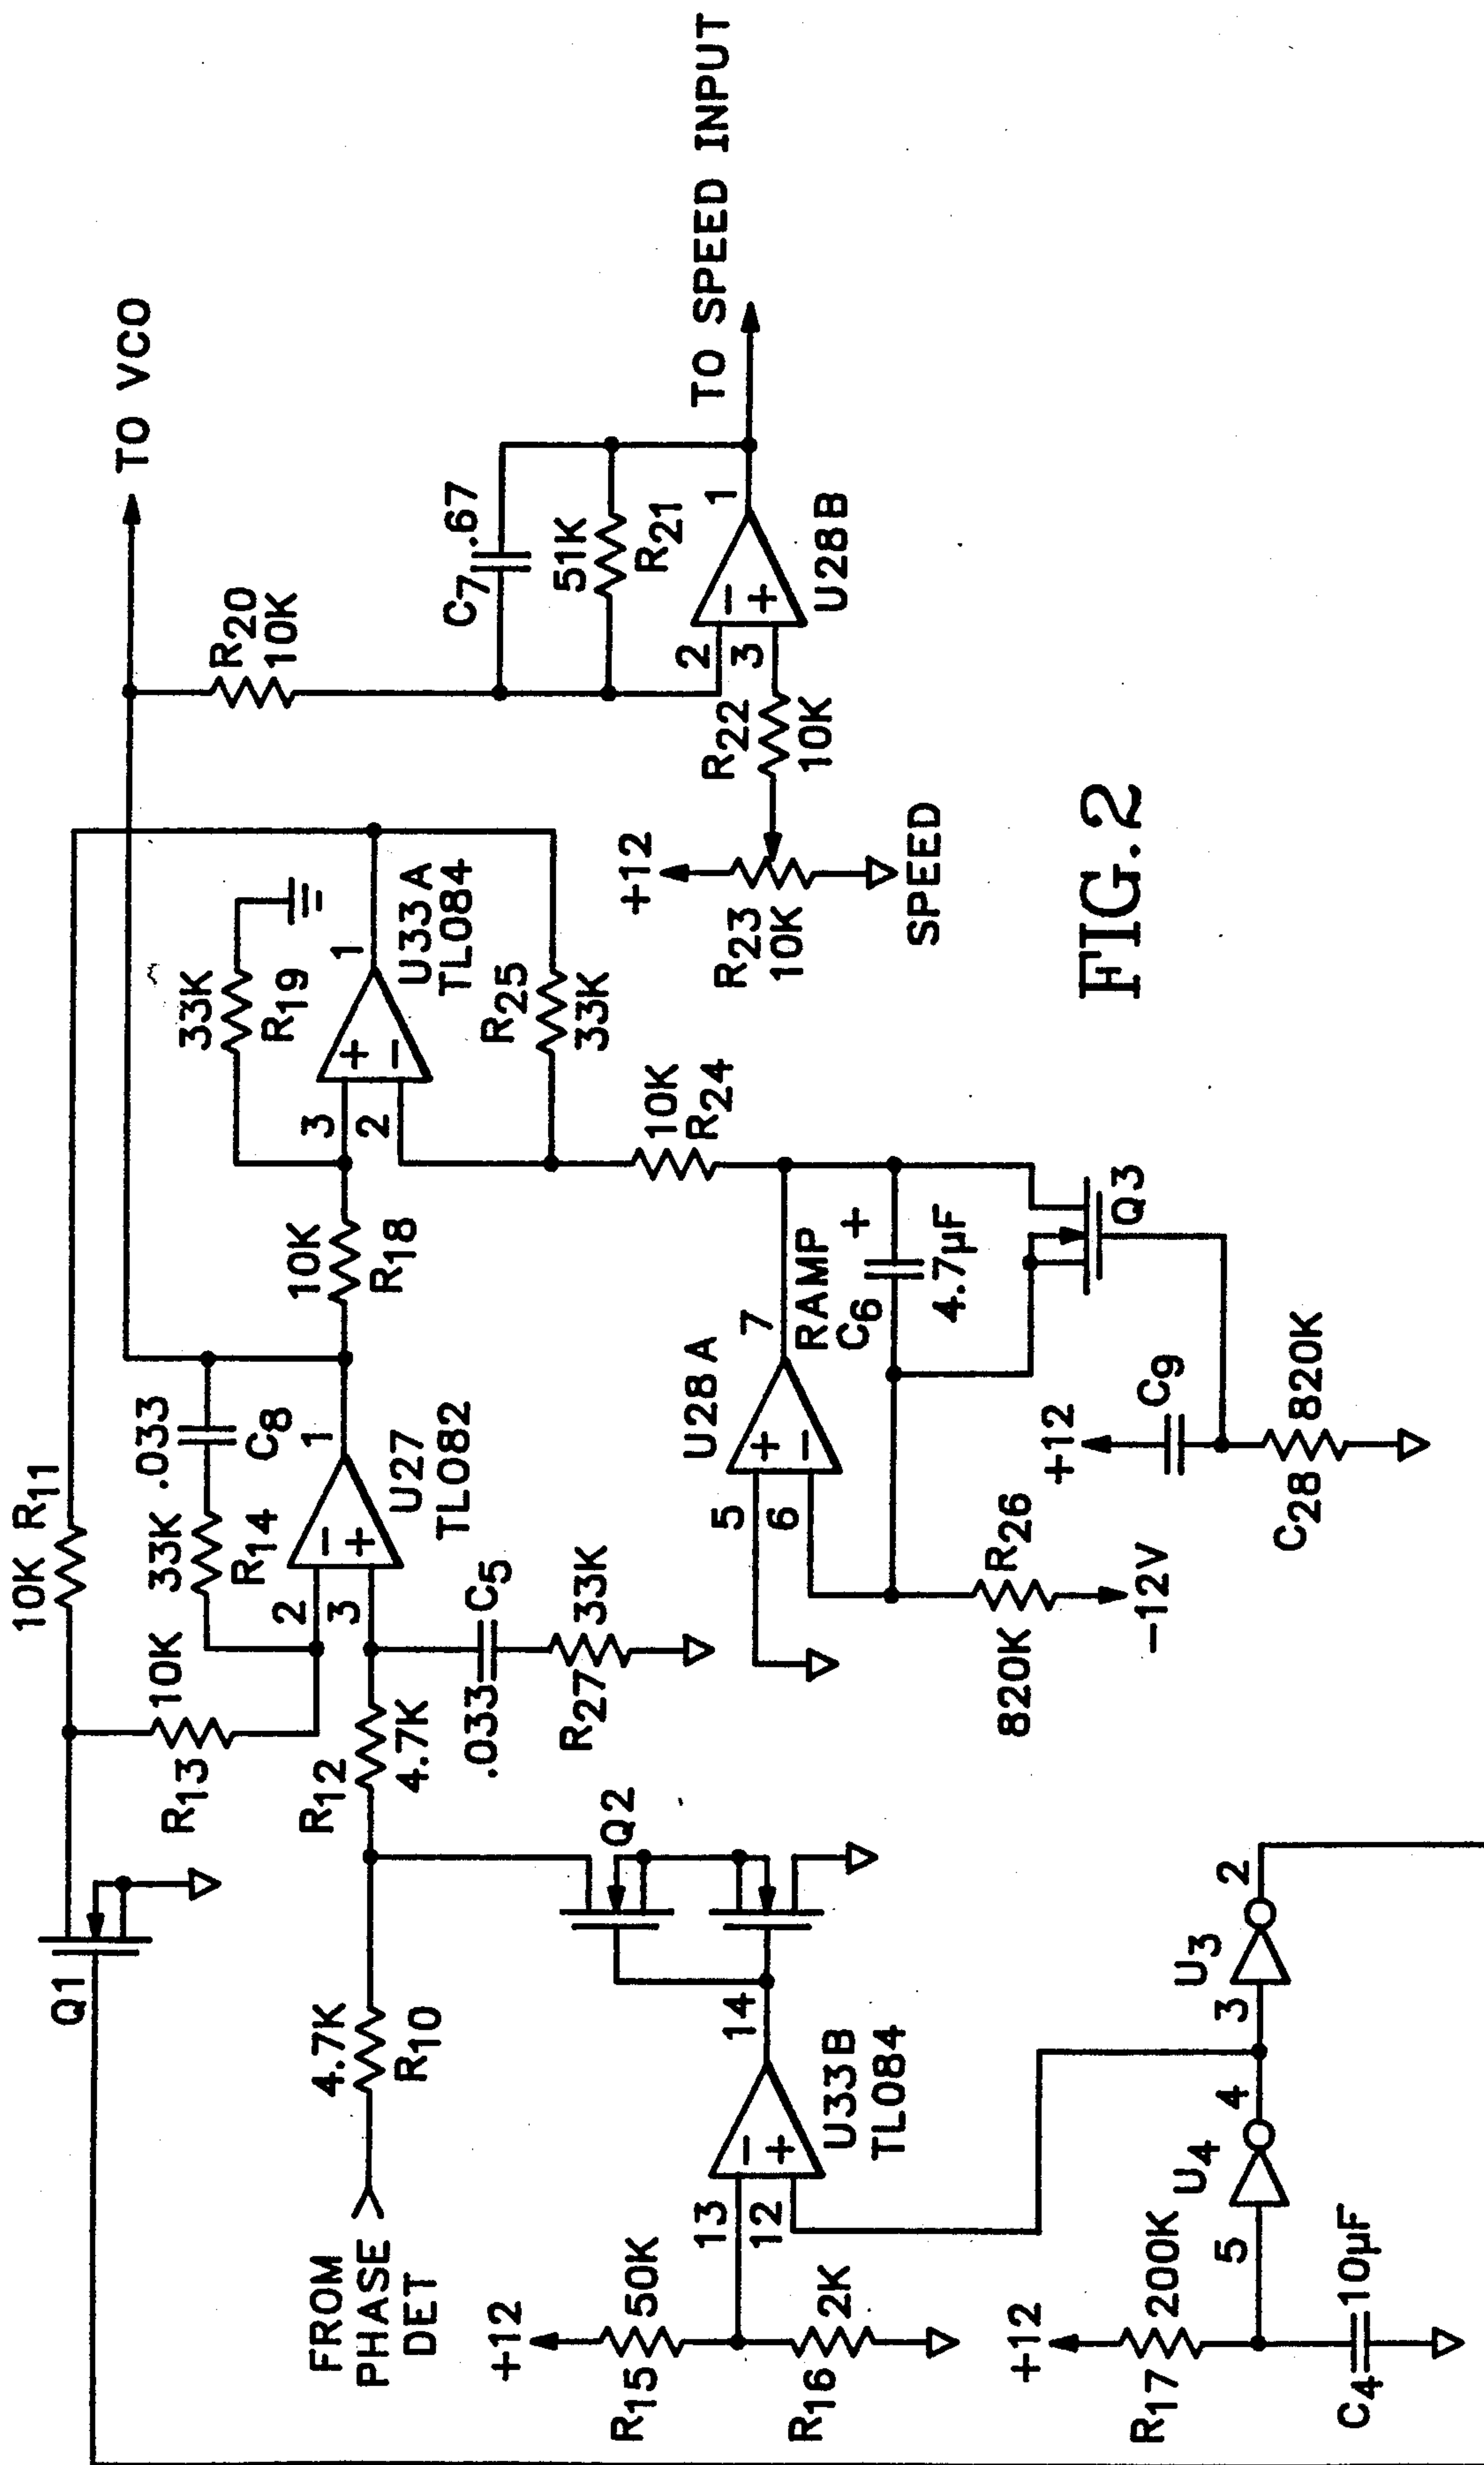 Q1
10K R11
10K
R13
33K .033
R14
C8
2
3
1
U27
TL082
TO VCO
R20
10K
C7 .67
51K
R21
2
3
1
U28B
TO SPEED INPUT
R22
10K
+12
R23
10K
SPEED
33K
R19
3
2
1
U33A
TL084
R25
33K
10K
R18
10K
R24
FROM
PHASE
DET
4.7K
R10
R12
4.7K
.033 C5
R27 33K
Q2
U28A
5
6
7
RAMP
C6 +
4.7µF
Q3
820K R26
-12V
+12
C9
C28 820K
+12
R15 50K
R16 2K
13
12
14
U33B
TL084
+12
R17 200K
C4 10µF
5
U4
4
3
U3
2
FIG.2